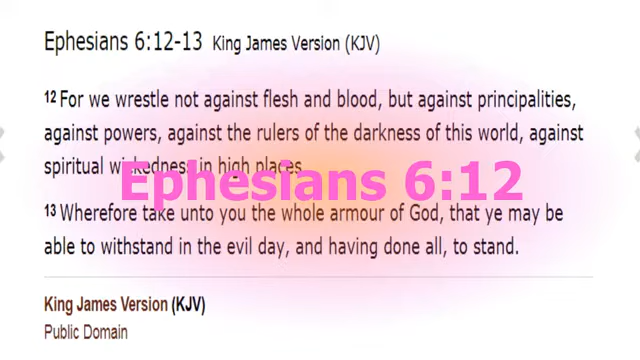 Ephesians 6:12-13 King James Version (KJV)
12 For we wrestle not against flesh and blood, but against principalities,
against powers, against the rulers of the darkness of this world, against
spiritual wickedness in high places.
Ephesians 6:12
13 Wherefore take unto you the whole armour of God, that ye may be
able to withstand in the evil day, and having done all, to stand.
King James Version (KJV)
Public Domain